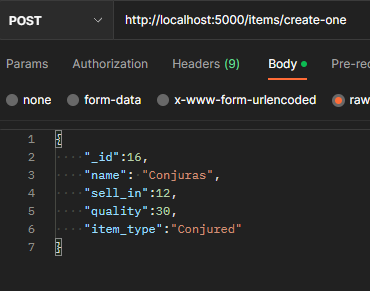 POST http://localhost:5000/items/create-one
Params Authorization Headers (9) Body Pre-rec
none form-data x-www-form-urlencoded raw
1 {
2 "_id":16,
3 "name": "Conjuras",
4 "sell_in":12,
5 "quality":30,
6 "item_type":"Conjured"
7 }